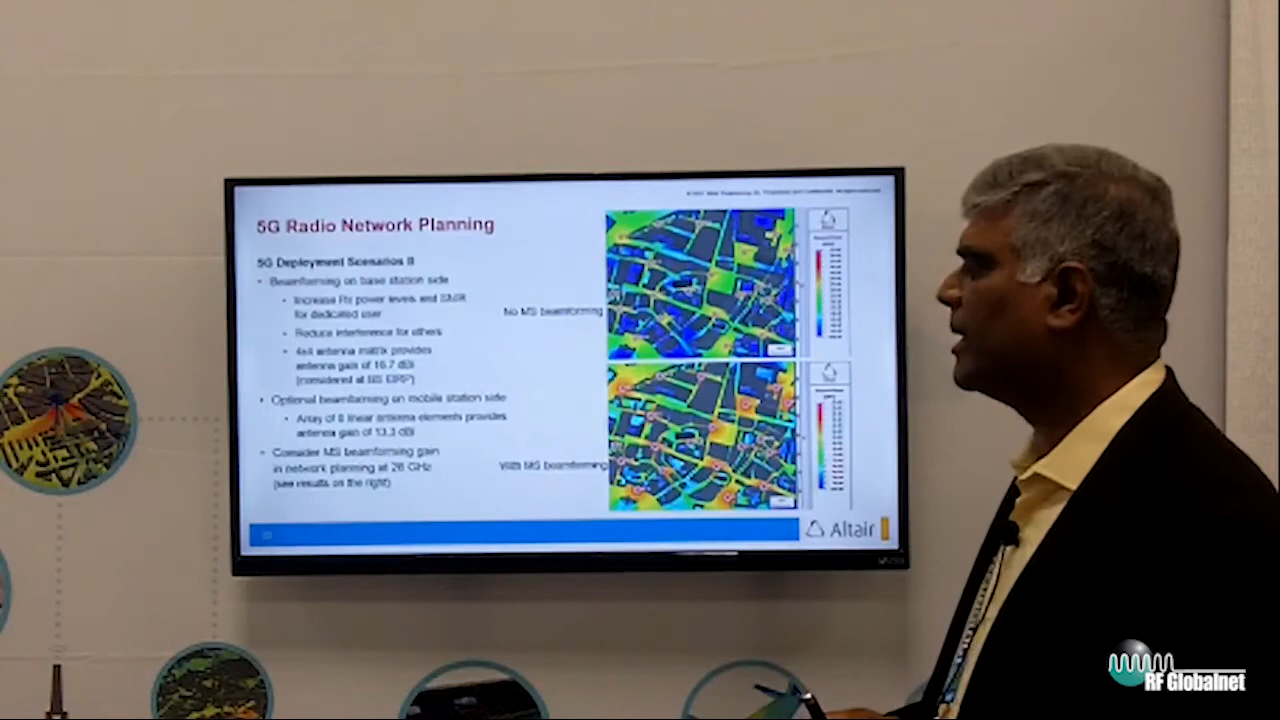 5G Radio Network Planning
5G Deployment Scenarios II
• Beamforming on base station side
• Increase Rx power levels and SNIR
for dedicated user
• Reduce interference for others
• 4x4 antenna matrix provides
antenna gain of 16.7 dBi
(considered at BS EIRP)
• Optional beamforming on mobile station side
• Array of 8 linear antenna elements provides
antenna gain of 13.3 dBi
• Consider MS beamforming gain
in network planning at 28 GHz
(see results on the right)
No MS beamforming
With MS beamforming
Altair
RF Globalnet